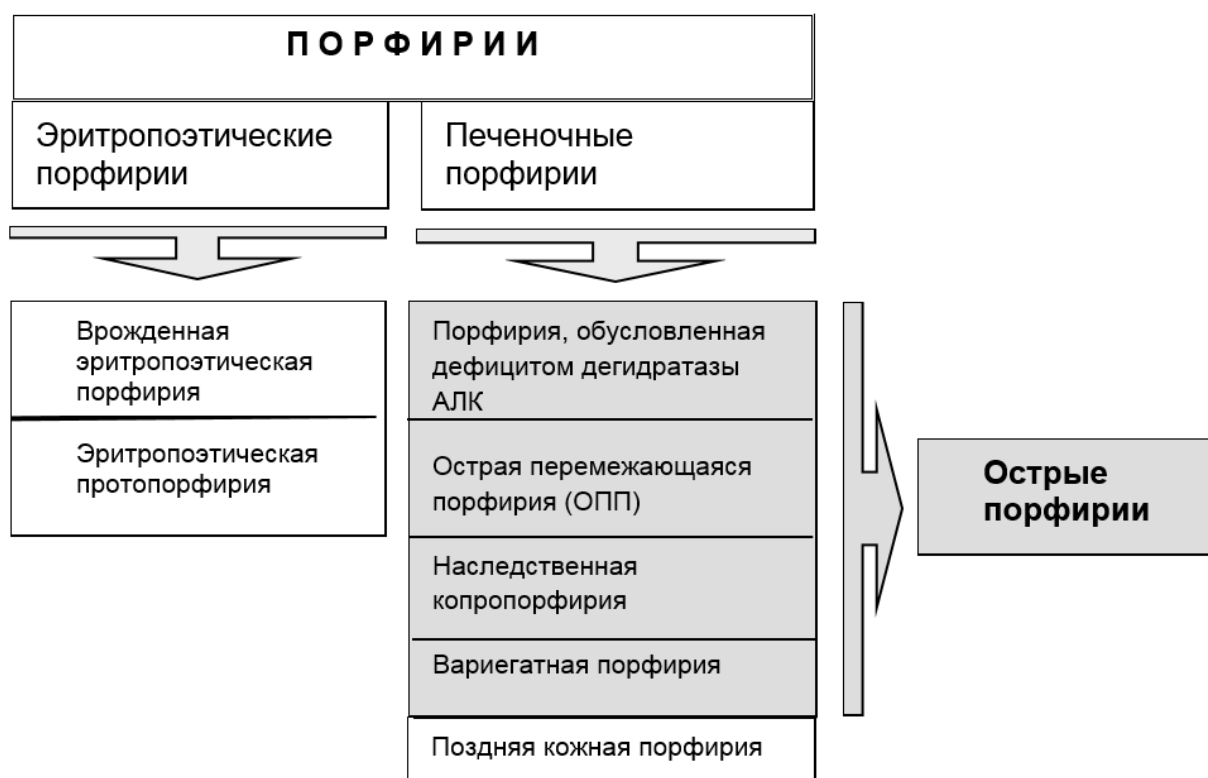 ПОРФИРИИ
Эритропоэтические
порфирии
Печеночные
порфирии
Врожденная
эритропоэтическая
порфирия
Эритропоэтическая
протопорфирия
Порфирия, обусловленная
дефицитом дегидратазы
АЛК
Острая перемежающаяся
порфирия (ОПП)
Наследственная
копропорфирия
Вариегатная порфирия
Поздняя кожная порфирия
Острые
порфирии